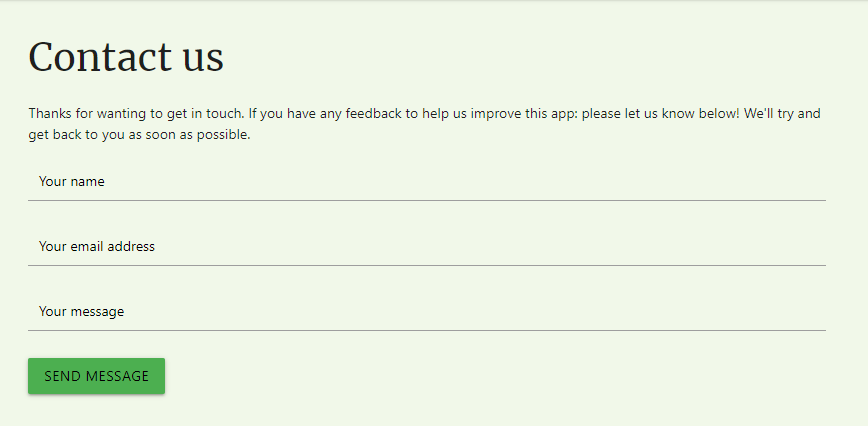 Contact us
Thanks for wanting to get in touch. If you have any feedback to help us improve this app: please let us know below! We'll try and
get back to you as soon as possible.
Your name
Your email address
Your message
SEND MESSAGE